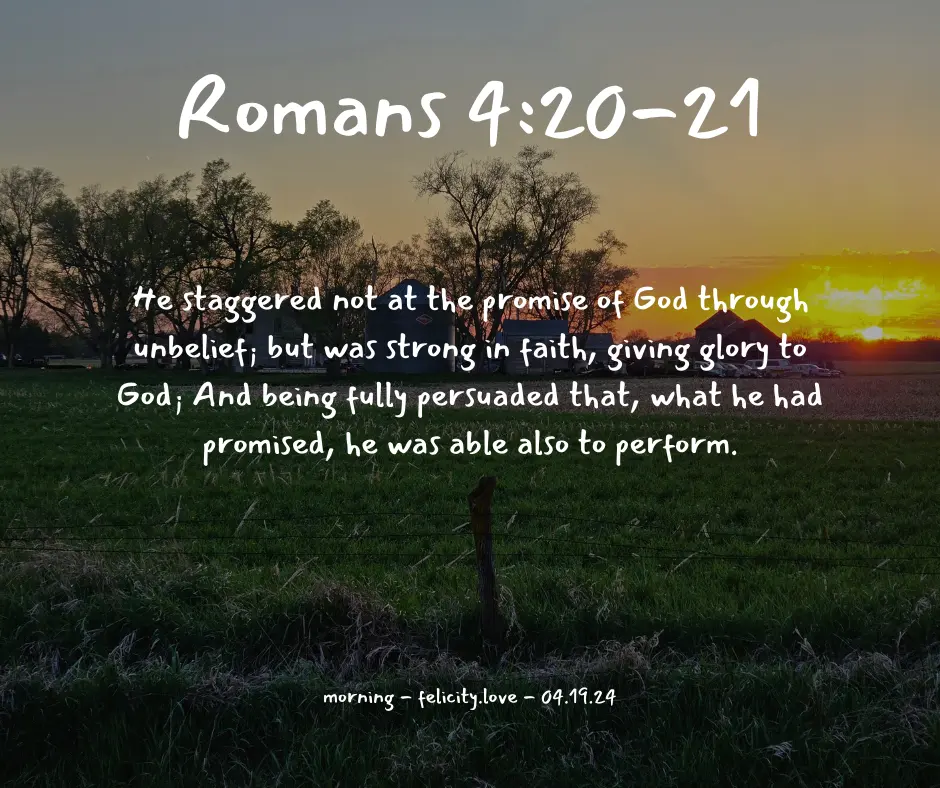 Romans 4:20-21
He staggered not at the promise of God through
unbelief; but was strong in faith, giving glory to
God; And being fully persuaded that, what he had
promised, he was able also to perform.
morning - felicity.love - 04.19.24